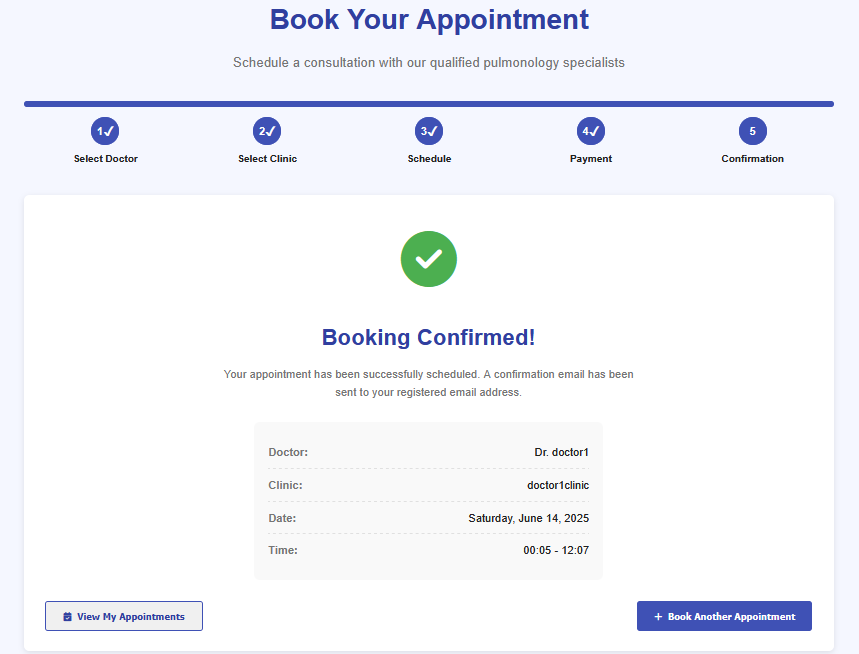 Book Your Appointment
Schedule a consultation with our qualified pulmonology specialists
1✓ 2✓ 3✓ 4✓ 5
Select Doctor Select Clinic Schedule Payment Confirmation
Booking Confirmed!
Your appointment has been successfully scheduled. A confirmation email has been
sent to your registered email address.
Doctor: Dr. doctor1
Clinic: doctor1clinic
Date: Saturday, June 14, 2025
Time: 00:05 - 12:07
View My Appointments + Book Another Appointment